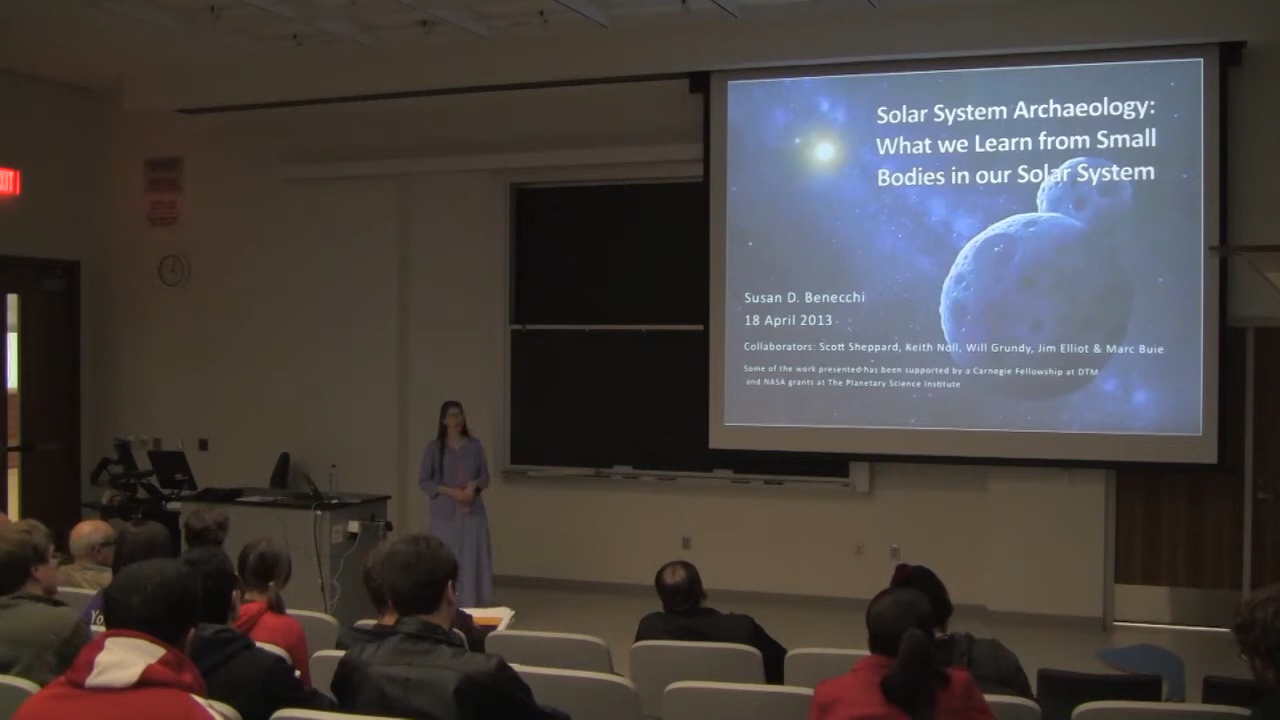 Solar System Archaeology:
What we Learn from Small
Bodies in our Solar System
Susan D. Benecchi
18 April 2013
Collaborators: Scott Sheppard, Keith Noll, Will Grundy, Jim Elliot & Marc Buie
Some of the work presented has been supported by a Carnegie Fellowship at DTM
and NASA grants at The Planetary Science Institute